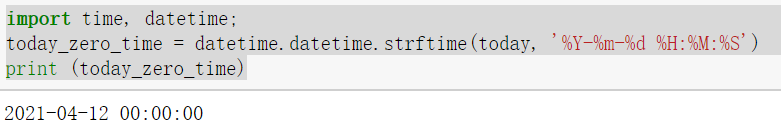 import time, datetime;
today_zero_time = datetime.datetime.strftime(today, '%Y-%m-%d %H:%M:%S')
print (today_zero_time)
2021-04-12 00:00:00